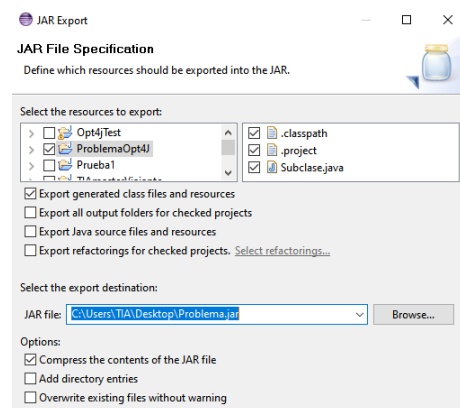 JAR Export
JAR File Specification
Define which resources should be exported into the JAR.
Select the resources to export:
Opt4jTest
ProblemaOpt4J
Prueba1
.classpath
.project
Subclase.java
Export generated class files and resources
Export all output folders for checked projects
Export Java source files and resources
Export refactorings for checked projects. Select refactorings...
Select the export destination:
JAR file: C:\Users\TIA\Desktop\Problema.jar Browse...
Options:
Compress the contents of the JAR file
Add directory entries
Overwrite existing files without warning